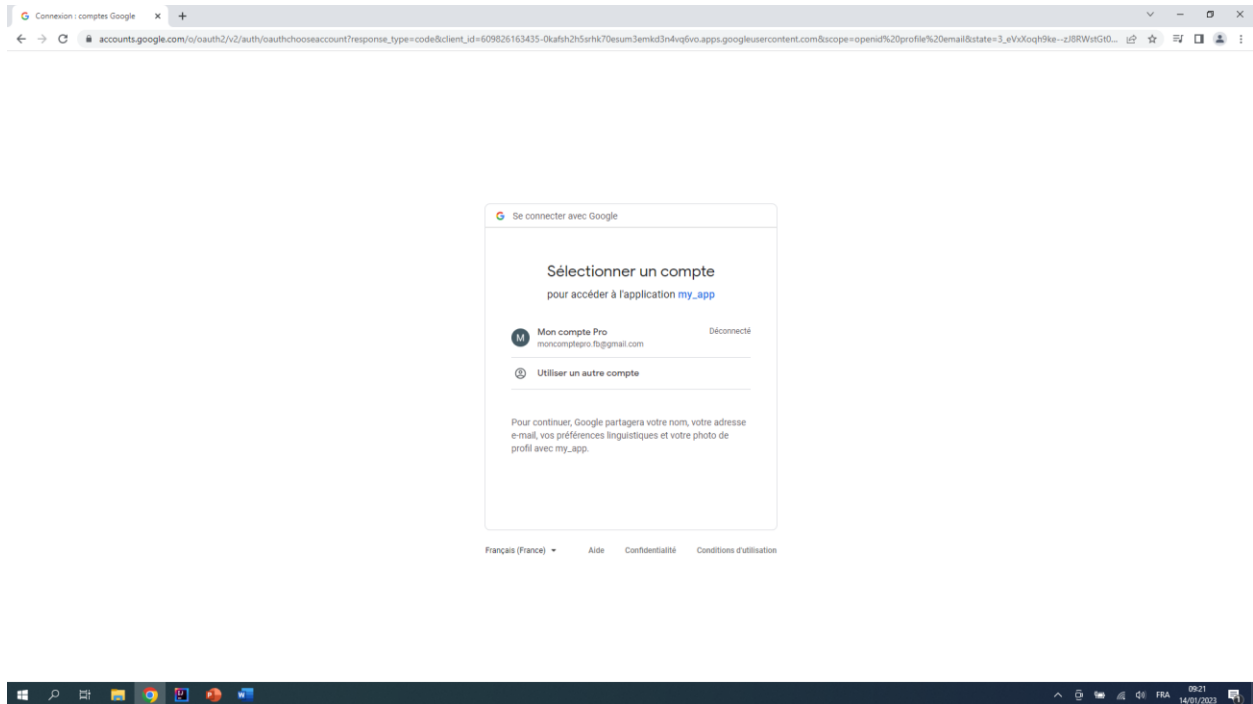 Connexion : comptes Google
accounts.google.com/o/oauth2/v2/auth/oauthchooseaccount?response_type=code&client_id=609826163435-0kafsh2h5srhk70esum3emkd3n4vq6vo.apps.googleusercontent.com&scope=openid%20profile%20email&state=3_eVxXoqh9ke--zJ8RWstGt0...
G Se connecter avec Google
Sélectionner un compte
pour accéder à l'application my_app
M Mon compte Pro Déconnecté
moncomptepro.fb@gmail.com
Utiliser un autre compte
Pour continuer, Google partagera votre nom, votre adresse
e-mail, vos préférences linguistiques et votre photo de
profil avec my_app.
Français (France) Aide Confidentialité Conditions d'utilisation
FRA 09:21
14/01/2023